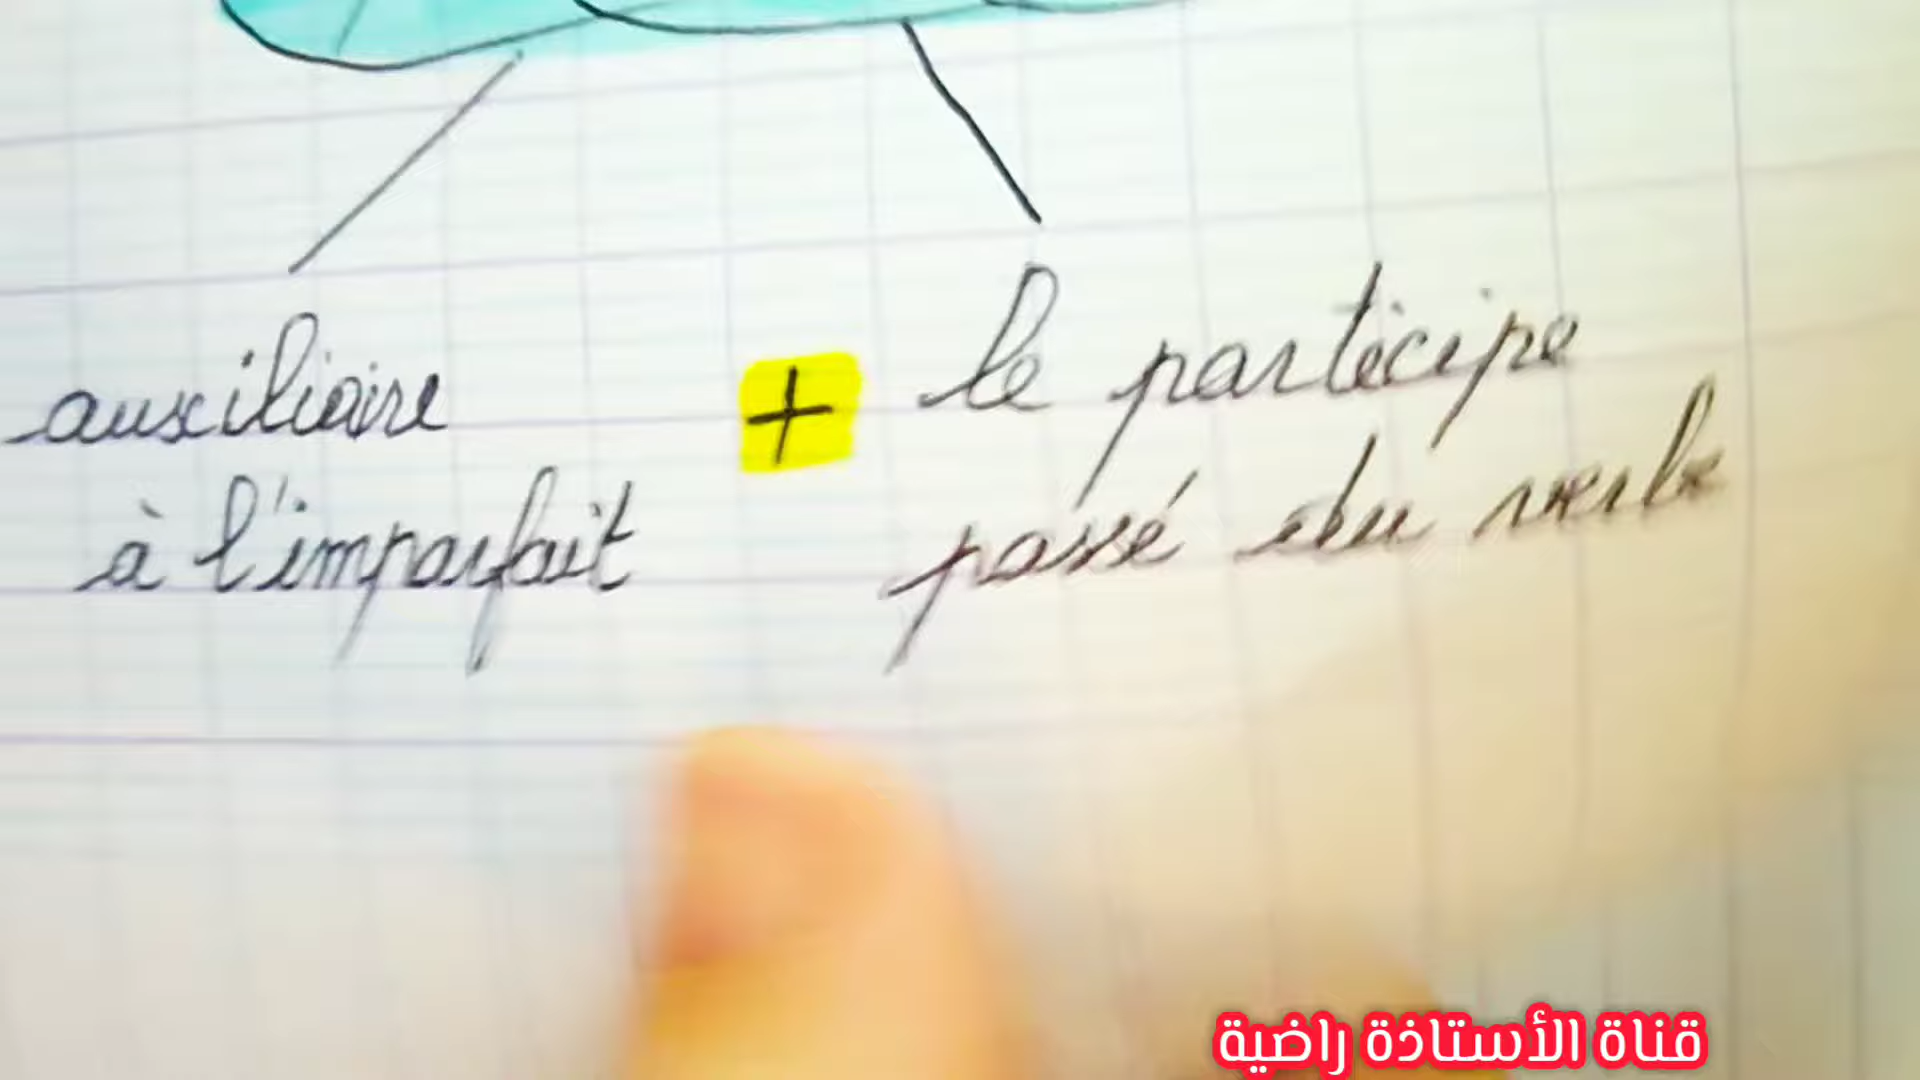 auxiliaire + le participe
à l'imparfait passé du verbe
قناة الأستاذة راضية